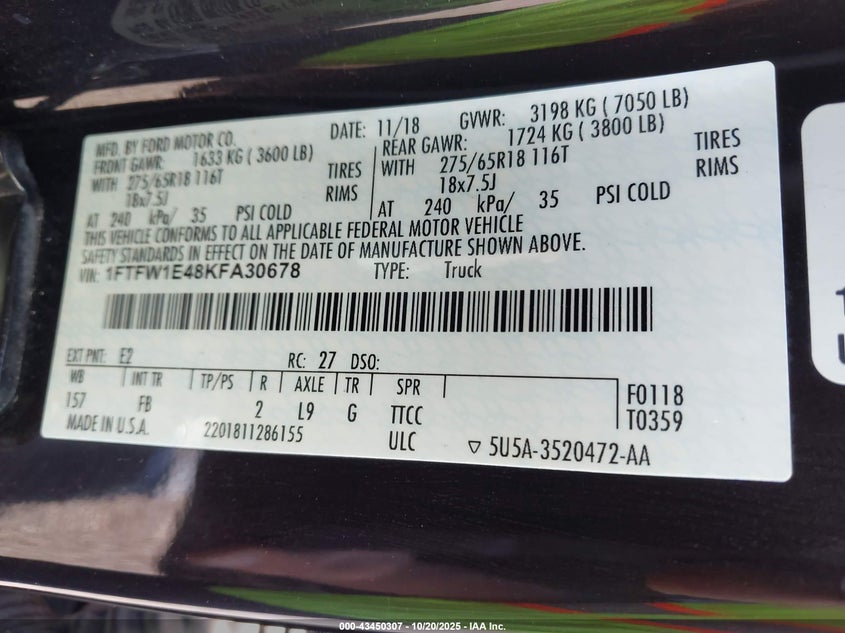 MFD. BY FORD MOTOR CO.
DATE: 11/18 GVWR: 3198 KG ( 7050 LB)
FRONT GAWR: 1633 KG ( 3600 LB)
WITH 275/65R18 116T TIRES
18x7.5J RIMS
AT 240 kPa/ 35 PSI COLD
REAR GAWR: 1724 KG ( 3800 LB)
WITH 275/65R18 116T TIRES
18x7.5J RIMS
AT 240 kPa/ 35 PSI COLD
THIS VEHICLE CONFORMS TO ALL APPLICABLE FEDERAL MOTOR VEHICLE
SAFETY STANDARDS IN EFFECT ON THE DATE OF MANUFACTURE SHOWN ABOVE.
VIN: 1FTFW1E48KFA30678 TYPE: Truck
EXT PNT: E2 RC: 27 DSO:
WB INT TR TP/PS R AXLE TR SPR
157 FB 2 L9 G TTCC
F0118
T0359
MADE IN U.S.A. 2201811286155 ULC ▽ 5U5A-3520472-AA
000-43450307 - 10/20/2025 - IAA Inc.